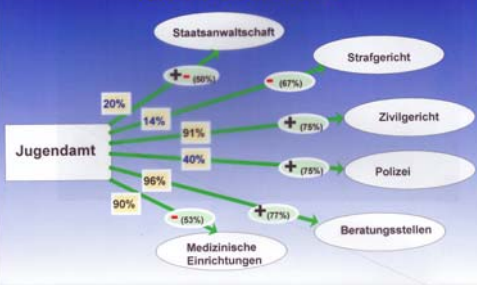 Staatsanwaltschaft
+ - (50%)
Strafgericht
- (67%)
20%
14%
Zivilgericht
+ (75%)
91%
Jugendamt
40%
+ (75%)
Polizei
96%
90%
+ (77%)
- (53%)
Beratungsstellen
Medizinische
Einrichtungen